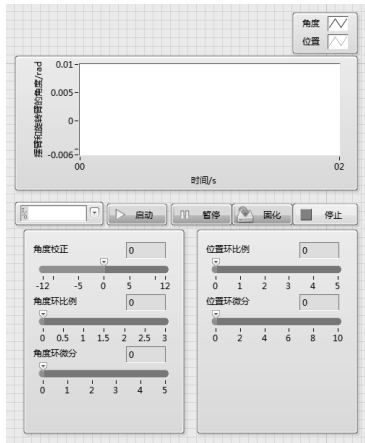 角度
位置
摆臂和旋转臂的角度/rad
0.01
0.005
0
-0.006
00 02
时间/s
启动 暂停 固化 停止
角度校正 0
-12 -5 0 5 12
角度环比例 0
0 0.5 1 1.5 2 2.5 3
角度环微分 0
0 1 2 3 4 5
位置环比例 0
0 1 2 3 4 5
位置环微分 0
0 2 4 6 8 10